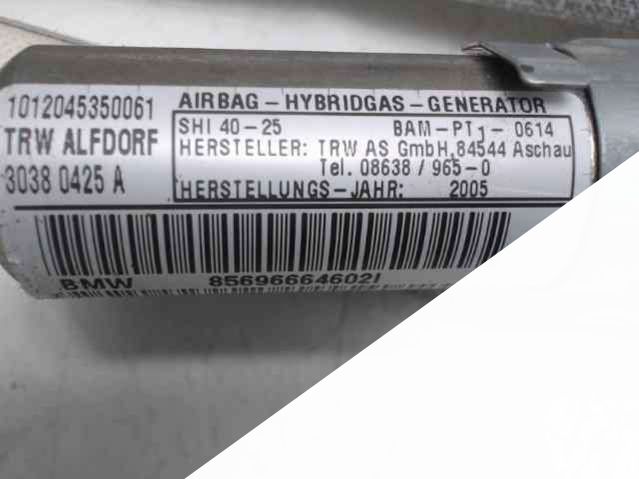 1012045350061
TRW ALFDORF
3038 0425 A
AIRBAG - HYBRIDGAS - GENERATOR
SHI 40-25 BAM-PT1- 0614
HERSTELLER: TRW AS GmbH,84544 Aschau
Tel. 08638 / 965-0
HERSTELLUNGS-JAHR: 2005
BMW 85696664602I